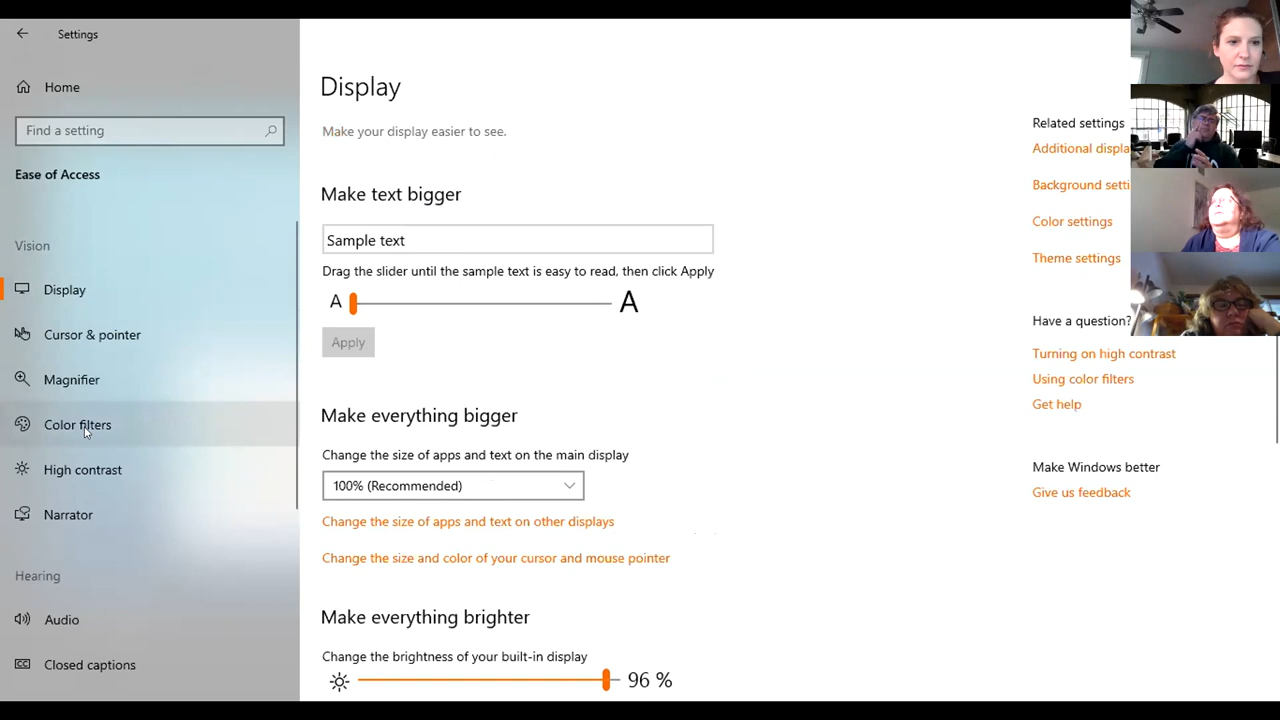 Settings
Home
Find a setting
Ease of Access
Vision
Display
Cursor & pointer
Magnifier
Color filters
High contrast
Narrator
Hearing
Audio
Closed captions
Display
Make your display easier to see.
Make text bigger
Sample text
Drag the slider until the sample text is easy to read, then click Apply
A A
Apply
Make everything bigger
Change the size of apps and text on the main display
100% (Recommended)
Change the size of apps and text on other displays
Change the size and color of your cursor and mouse pointer
Make everything brighter
Change the brightness of your built-in display
96 %
Related settings
Additional displa
Background setti
Color settings
Theme settings
Have a question?
Turning on high contrast
Using color filters
Get help
Make Windows better
Give us feedback